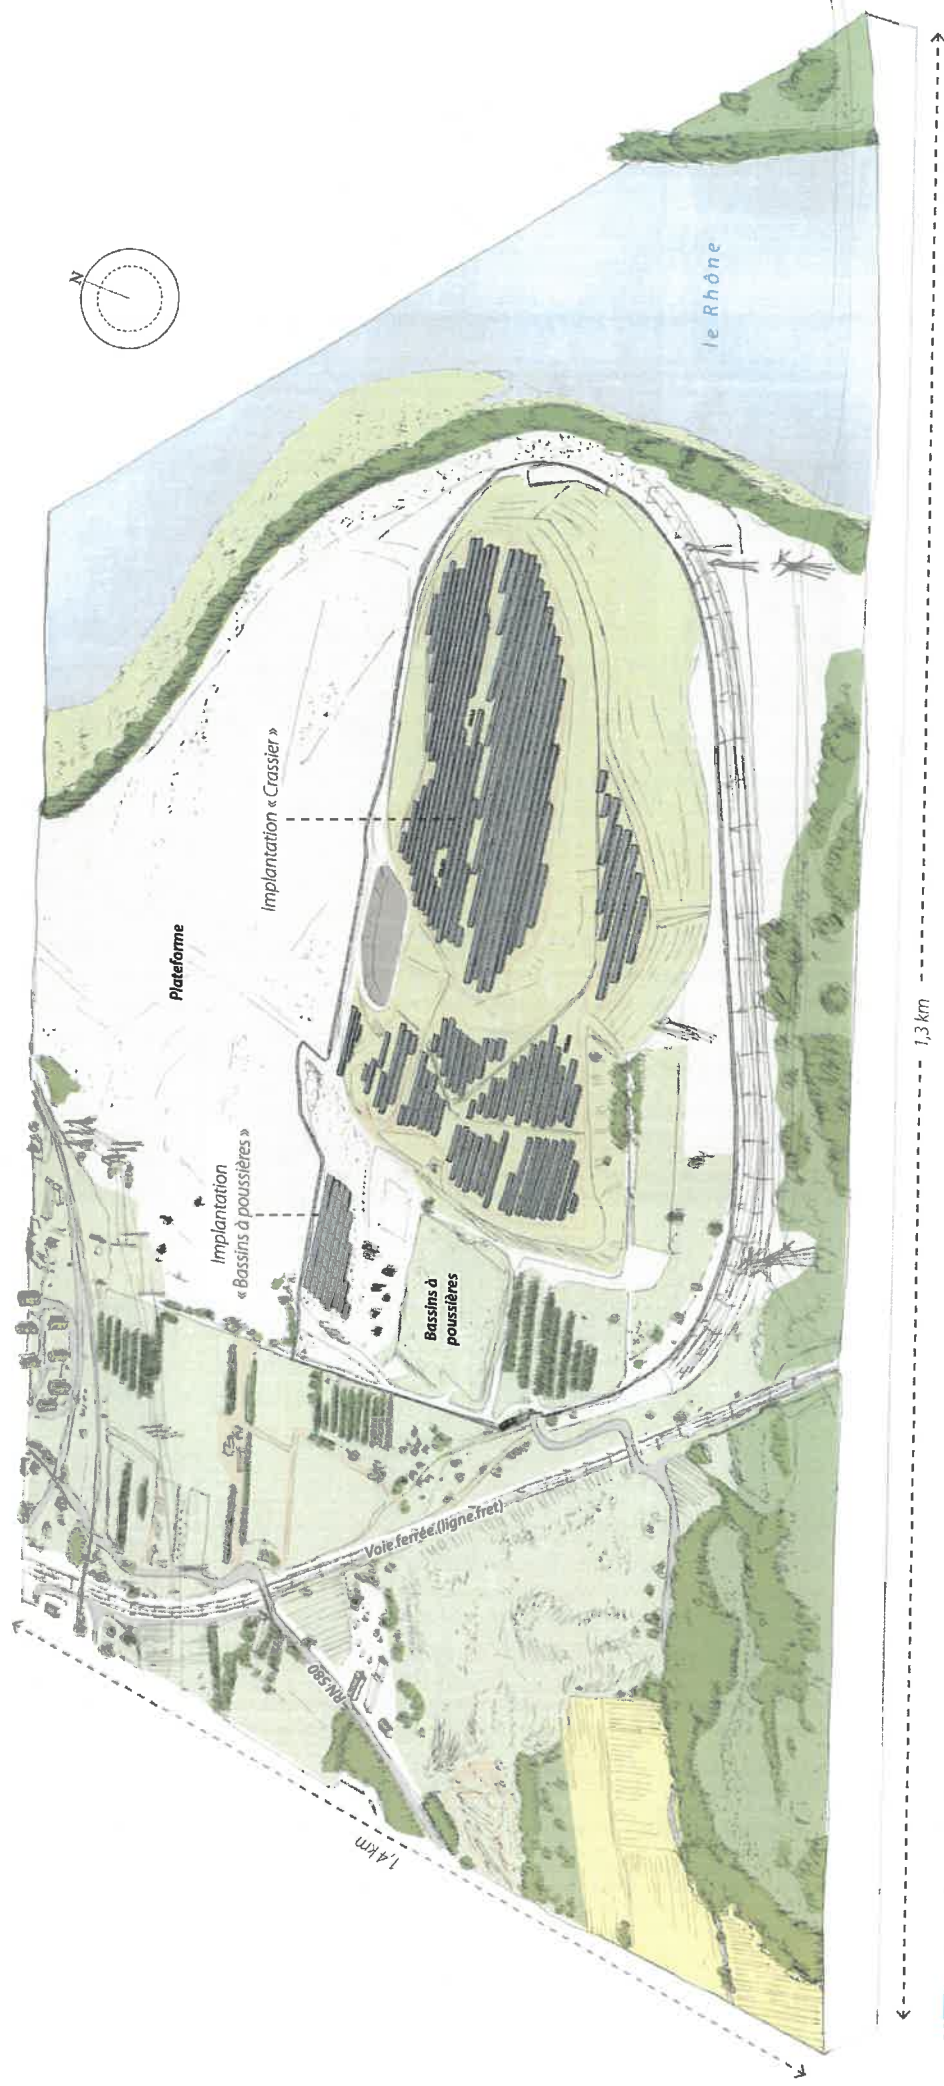 N
le Rhône
Implantation « Crassier »
Plateforme
Implantation
« Bassins à poussières »
Bassins à
poussières
Voie ferrée (ligne fret)
RN 580
1,4 km
1,3 km